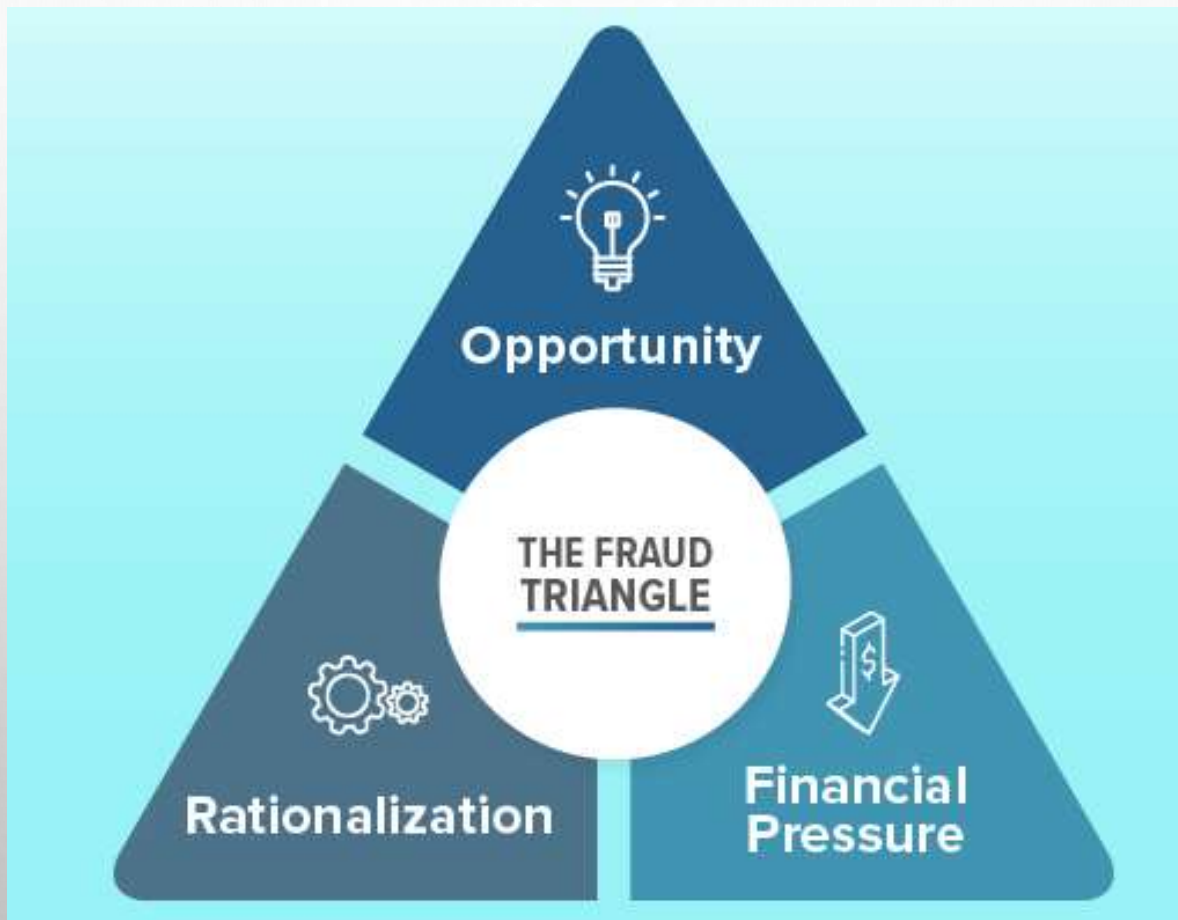 Opportunity
THE FRAUD
TRIANGLE
Rationalization
Financial
Pressure
$